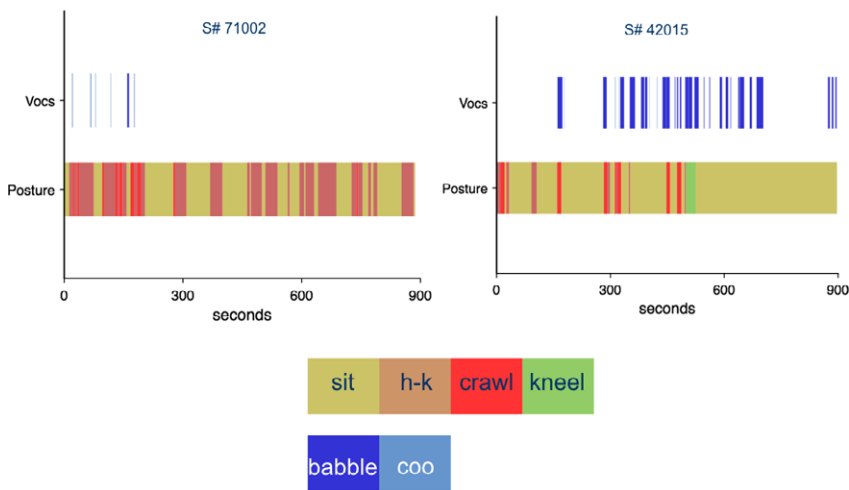 S# 71002
Vocs
Posture
0 300 600 900
seconds
S# 42015
Vocs
Posture
0 300 600 900
seconds
sit h-k crawl kneel
babble coo